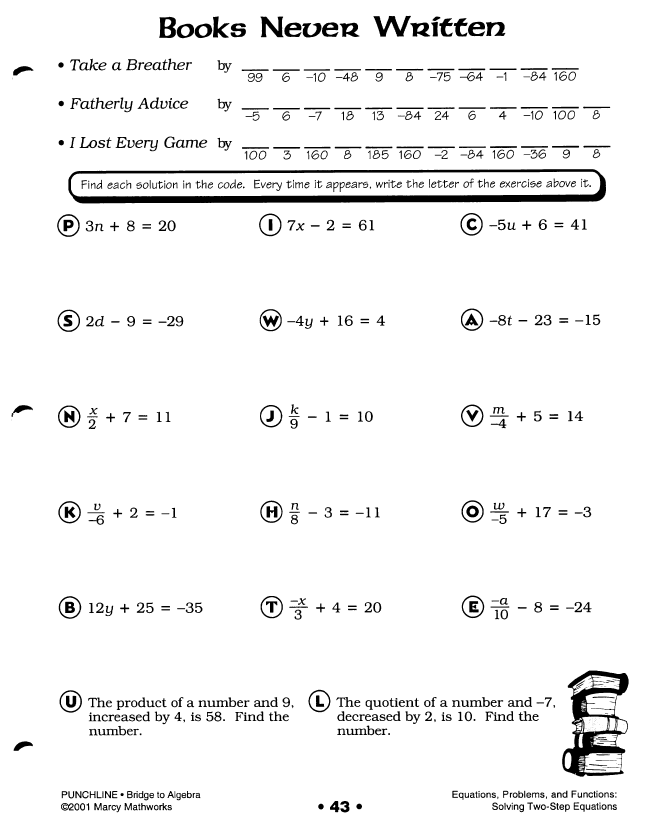 Books Never Written
• Take a Breather by
99 6 –10 –48 9 8 –75 –64 –1 –84 160
• Fatherly Advice by
–5 6 –7 18 13 –84 24 6 4 –10 100 8
• I Lost Every Game by
100 3 160 8 185 160 –2 –84 160 –36 9 8
Find each solution in the code. Every time it appears, write the letter of the exercise above it.
P 3n + 8 = 20 I 7x – 2 = 61 C –5u + 6 = 41
S 2d – 9 = –29 W –4y + 16 = 4 A –8t – 23 = –15
N x/2 + 7 = 11 J k/9 – 1 = 10 V m/–4 + 5 = 14
K v/–6 + 2 = –1 H n/8 – 3 = –11 O w/–5 + 17 = –3
B 12y + 25 = –35 T –x/3 + 4 = 20 E –a/10 – 8 = –24
U The product of a number and 9,
increased by 4, is 58. Find the
number.
L The quotient of a number and –7,
decreased by 2, is 10. Find the
number.
PUNCHLINE • Bridge to Algebra
©2001 Marcy Mathworks
• 43 •
Equations, Problems, and Functions:
Solving Two-Step Equations